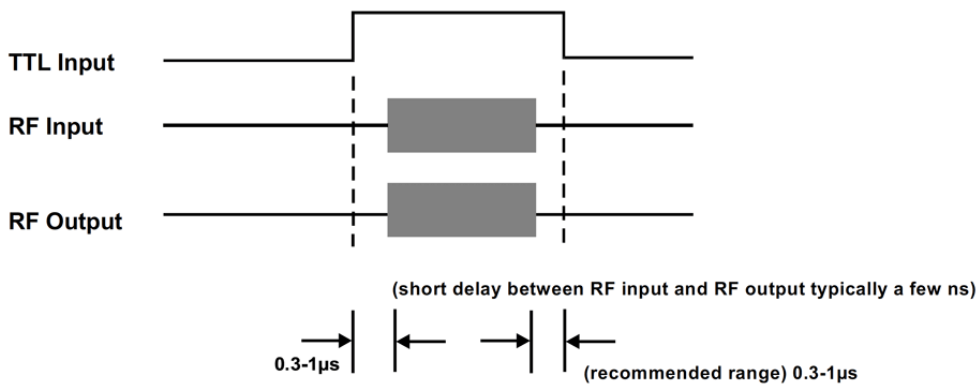 TTL Input
RF Input
RF Output
(short delay between RF input and RF output typically a few ns)
0.3-1µs
(recommended range) 0.3-1µs